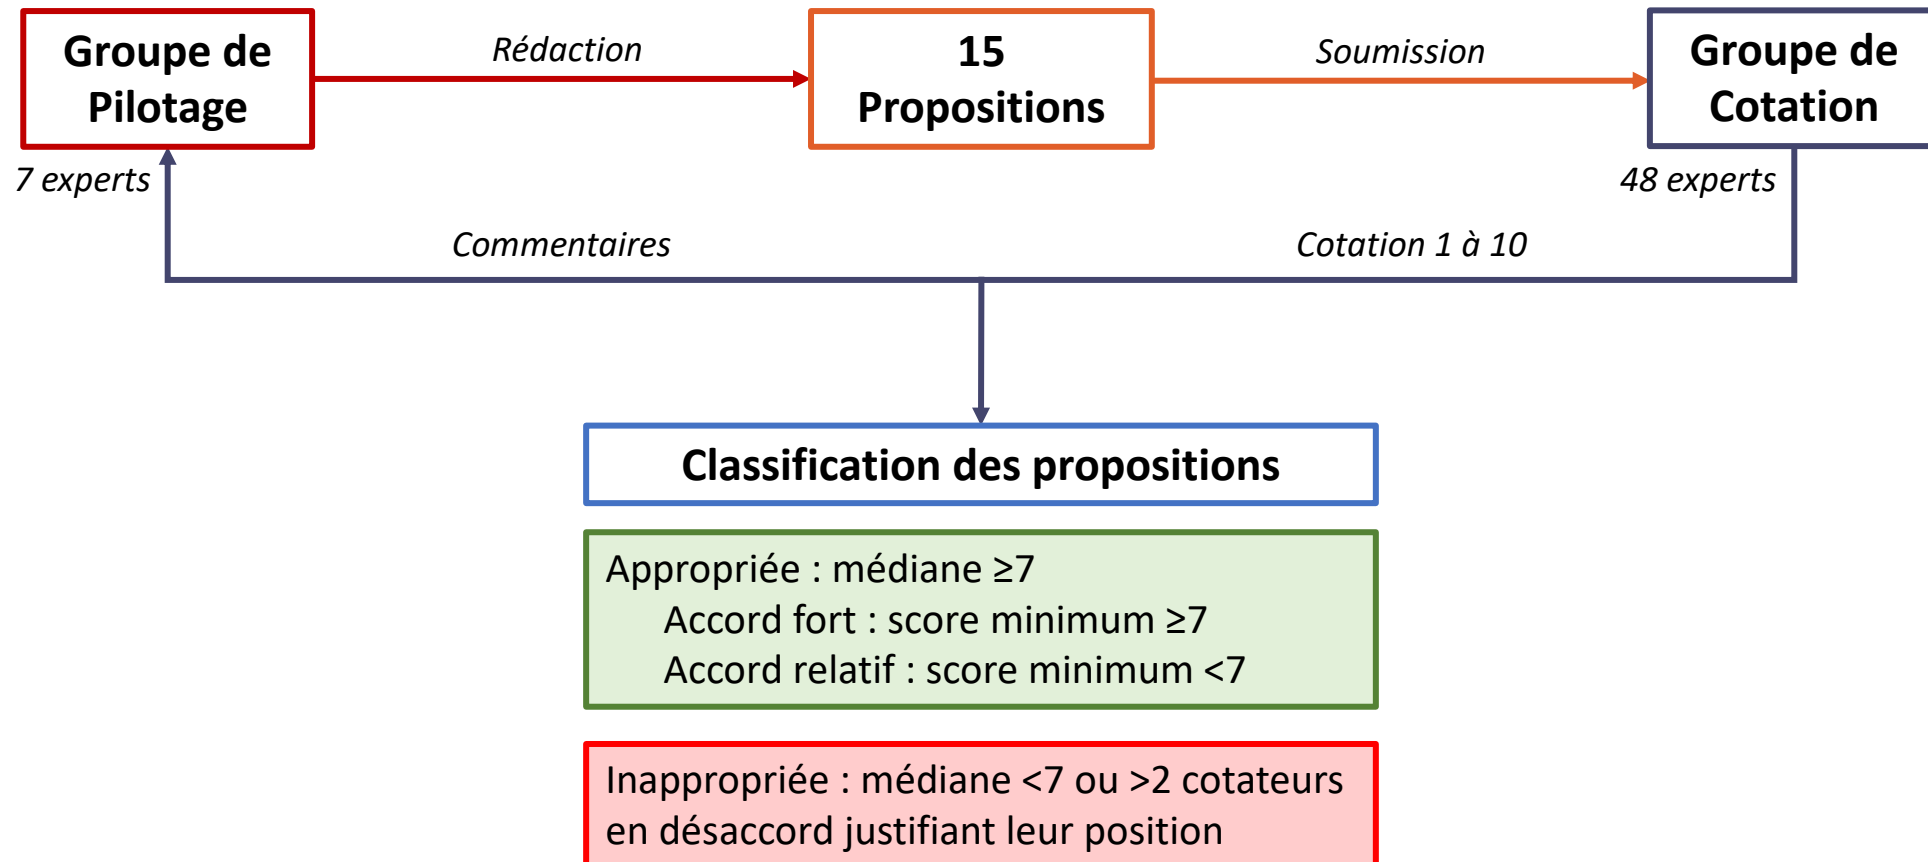 Groupe de
Pilotage
Rédaction
15
Propositions
Soumission
Groupe de
Cotation
7 experts
48 experts
Commentaires
Cotation 1 à 10
Classification des propositions
Appropriée : médiane ≥7
Accord fort : score minimum ≥7
Accord relatif : score minimum <7
Inappropriée : médiane <7 ou >2 cotateurs
en désaccord justifiant leur position